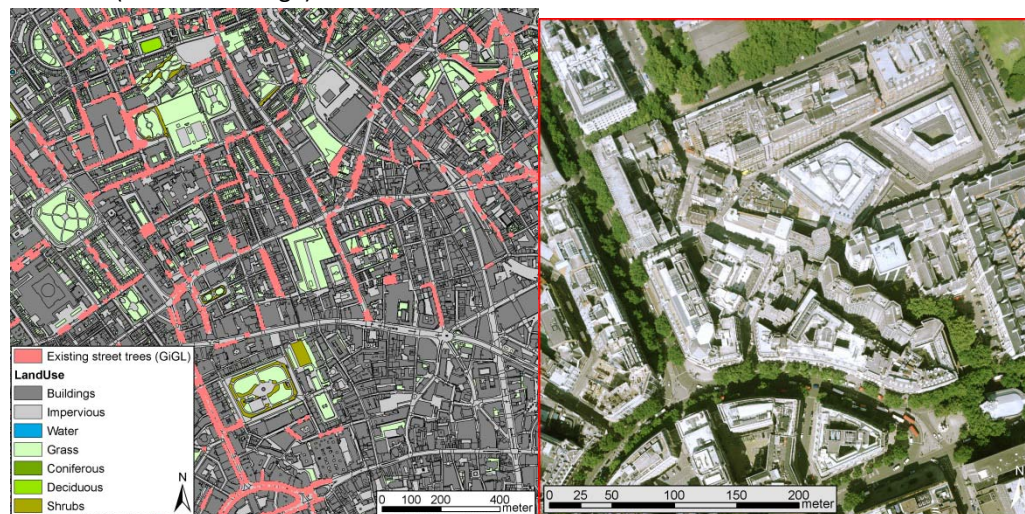 Existing street trees (GiGL)
LandUse
Buildings
Impervious
Water
Grass
Coniferous
Deciduous
Shrubs
N
0 100 200 400
meter
N
0 25 50 100 150 200
meter